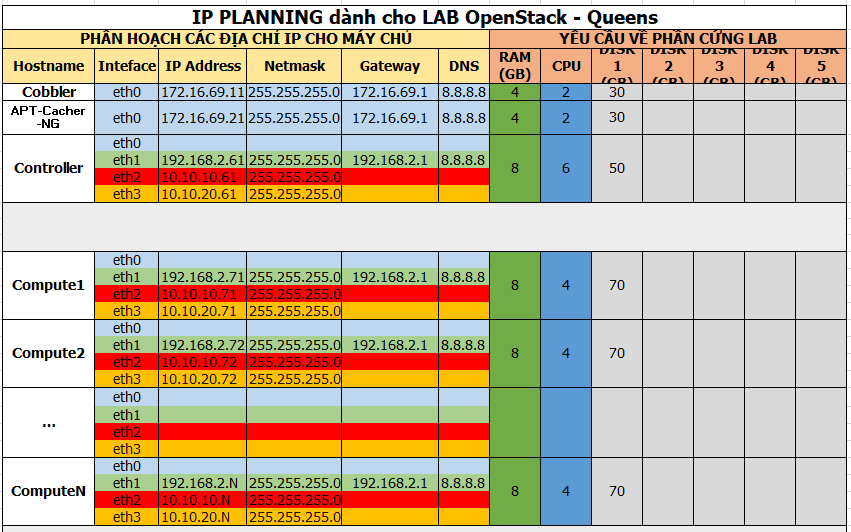 IP PLANNING dành cho LAB OpenStack - Queens
PHÂN HOẠCH CÁC ĐỊA CHỈ IP CHO MÁY CHỦ YÊU CẦU VỀ PHẦN CỨNG LAB
Hostname Inteface IP Address Netmask Gateway DNS RAM (GB) CPU DISK 1 (GB) DISK 2 (GB) DISK 3 (GB) DISK 4 (GB) DISK 5 (GB)
Cobbler eth0 172.16.69.11 255.255.255.0 172.16.69.1 8.8.8.8 4 2 30
APT-Cacher
-NG eth0 172.16.69.21 255.255.255.0 172.16.69.1 8.8.8.8 4 2 30
Controller
eth0
eth1 192.168.2.61 255.255.255.0 192.168.2.1 8.8.8.8
eth2 10.10.10.61 255.255.255.0
eth3 10.10.20.61 255.255.255.0
8 6 50
Compute1
eth0
eth1 192.168.2.71 255.255.255.0 192.168.2.1 8.8.8.8
eth2 10.10.10.71 255.255.255.0
eth3 10.10.20.71 255.255.255.0
8 4 70
Compute2
eth0
eth1 192.168.2.72 255.255.255.0 192.168.2.1 8.8.8.8
eth2 10.10.10.72 255.255.255.0
eth3 10.10.20.72 255.255.255.0
8 4 70
...
eth0
eth1
eth2
eth3
ComputeN
eth0
eth1 192.168.2.N 255.255.255.0 192.168.2.1 8.8.8.8
eth2 10.10.10.N 255.255.255.0
eth3 10.10.20.N 255.255.255.0
8 4 70